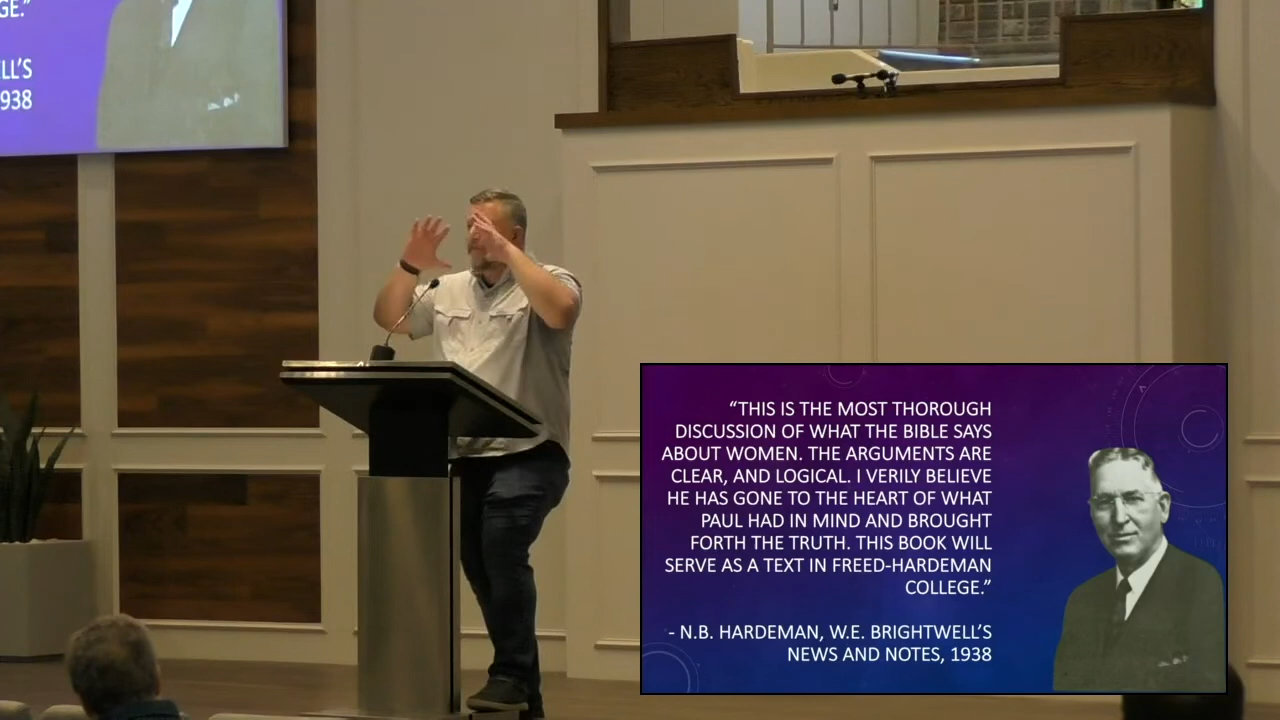 GE.”
LL’S
938
“THIS IS THE MOST THOROUGH
DISCUSSION OF WHAT THE BIBLE SAYS
ABOUT WOMEN. THE ARGUMENTS ARE
CLEAR, AND LOGICAL. I VERILY BELIEVE
HE HAS GONE TO THE HEART OF WHAT
PAUL HAD IN MIND AND BROUGHT
FORTH THE TRUTH. THIS BOOK WILL
SERVE AS A TEXT IN FREED-HARDEMAN
COLLEGE.”
- N.B. HARDEMAN, W.E. BRIGHTWELL’S
NEWS AND NOTES, 1938